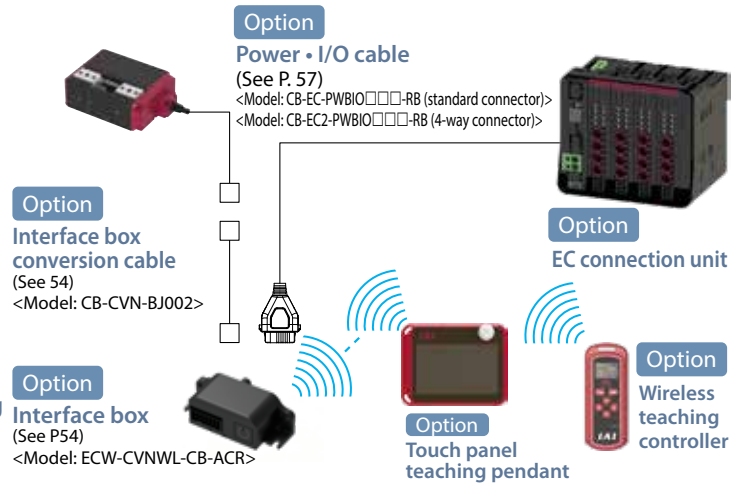 Option
Power • I/O cable
(See P. 57)
<Model: CB-EC-PWBIO□□□-RB (standard connector)>
<Model: CB-EC2-PWBIO□□□-RB (4-way connector)>
Option
Interface box
conversion cable
(See 54)
<Model: CB-CVN-BJ002>
Option
EC connection unit
Option
Interface box
(See P54)
<Model: ECW-CVNWL-CB-ACR>
Option
Touch panel
teaching pendant
Option
Wireless
teaching
controller
IAI